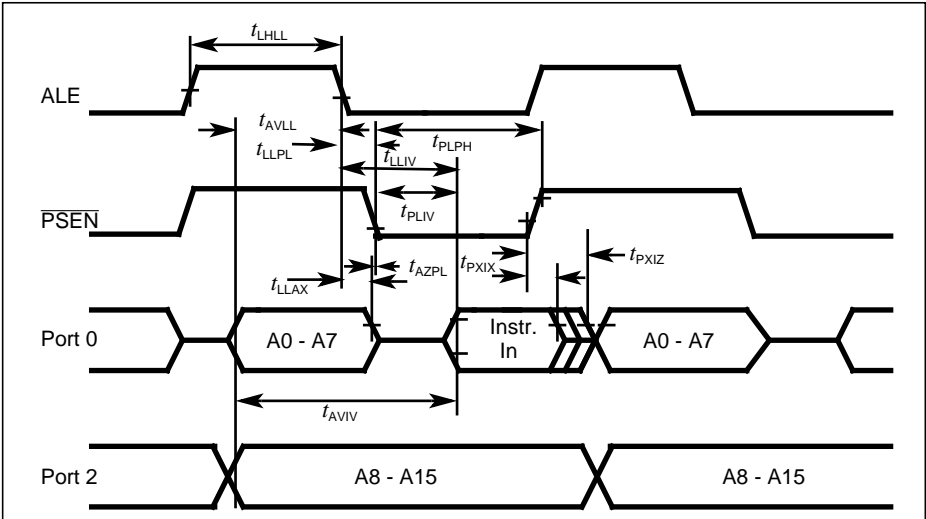 tLHLL
ALE
tAVLL
tLLPL
tPLPH
tLLIV
PSEN
tPLIV
tPXIZ
tAZPL
tPXIX
tLLAX
Port 0
A0 - A7
Instr.
In
A0 - A7
tAVIV
Port 2
A8 - A15
A8 - A15